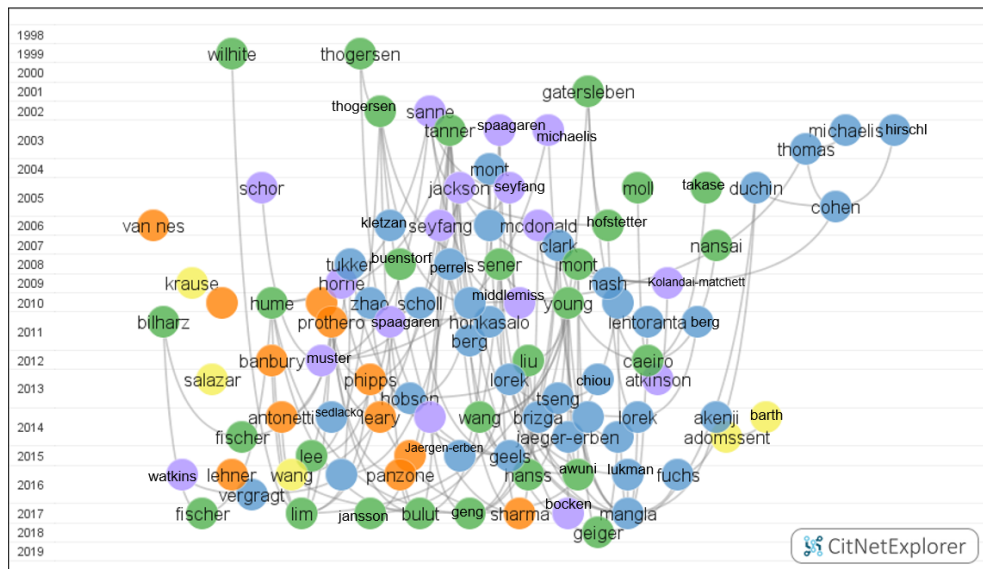 1998
1999
wilhite
thogersen
2000
2001
gatersleben
2002
thogersen
sanne
tanner
spaagaren
michaelis
michaelis
hirschl
2003
thomas
2004
mont
2005
schor
jackson
seyfang
moll
takase
duchin
cohen
2006
van nes
kletzan
seyfang
mcdonald
hofstetter
2007
clark
nansai
2008
tukker
buenstorf
perrels
sener
mont
2009
krause
horne
nash
Kolandai-matchett
2010
hume
zhao
scholl
middlemiss
young
bilharz
prothero
spaagaren
honkasalo
lentoranta
berg
2011
berg
2012
banbury
muster
liu
caeiro
salazar
phipps
lorek
chiou
atkinson
2013
hobson
tseng
antonetti
sedlacko
leary
wang
brizga
lorek
akenji
barth
2014
fischer
jaeger-erben
adomssent
2015
lee
Jaergen-erben
geels
watkins
lehner
wang
panzone
hanss
awuni
lukman
fuchs
2016
vergragt
2017
fischer
lim
jansson
bulut
geng
sharma
bocken
mangla
2018
geiger
2019
CitNetExplorer